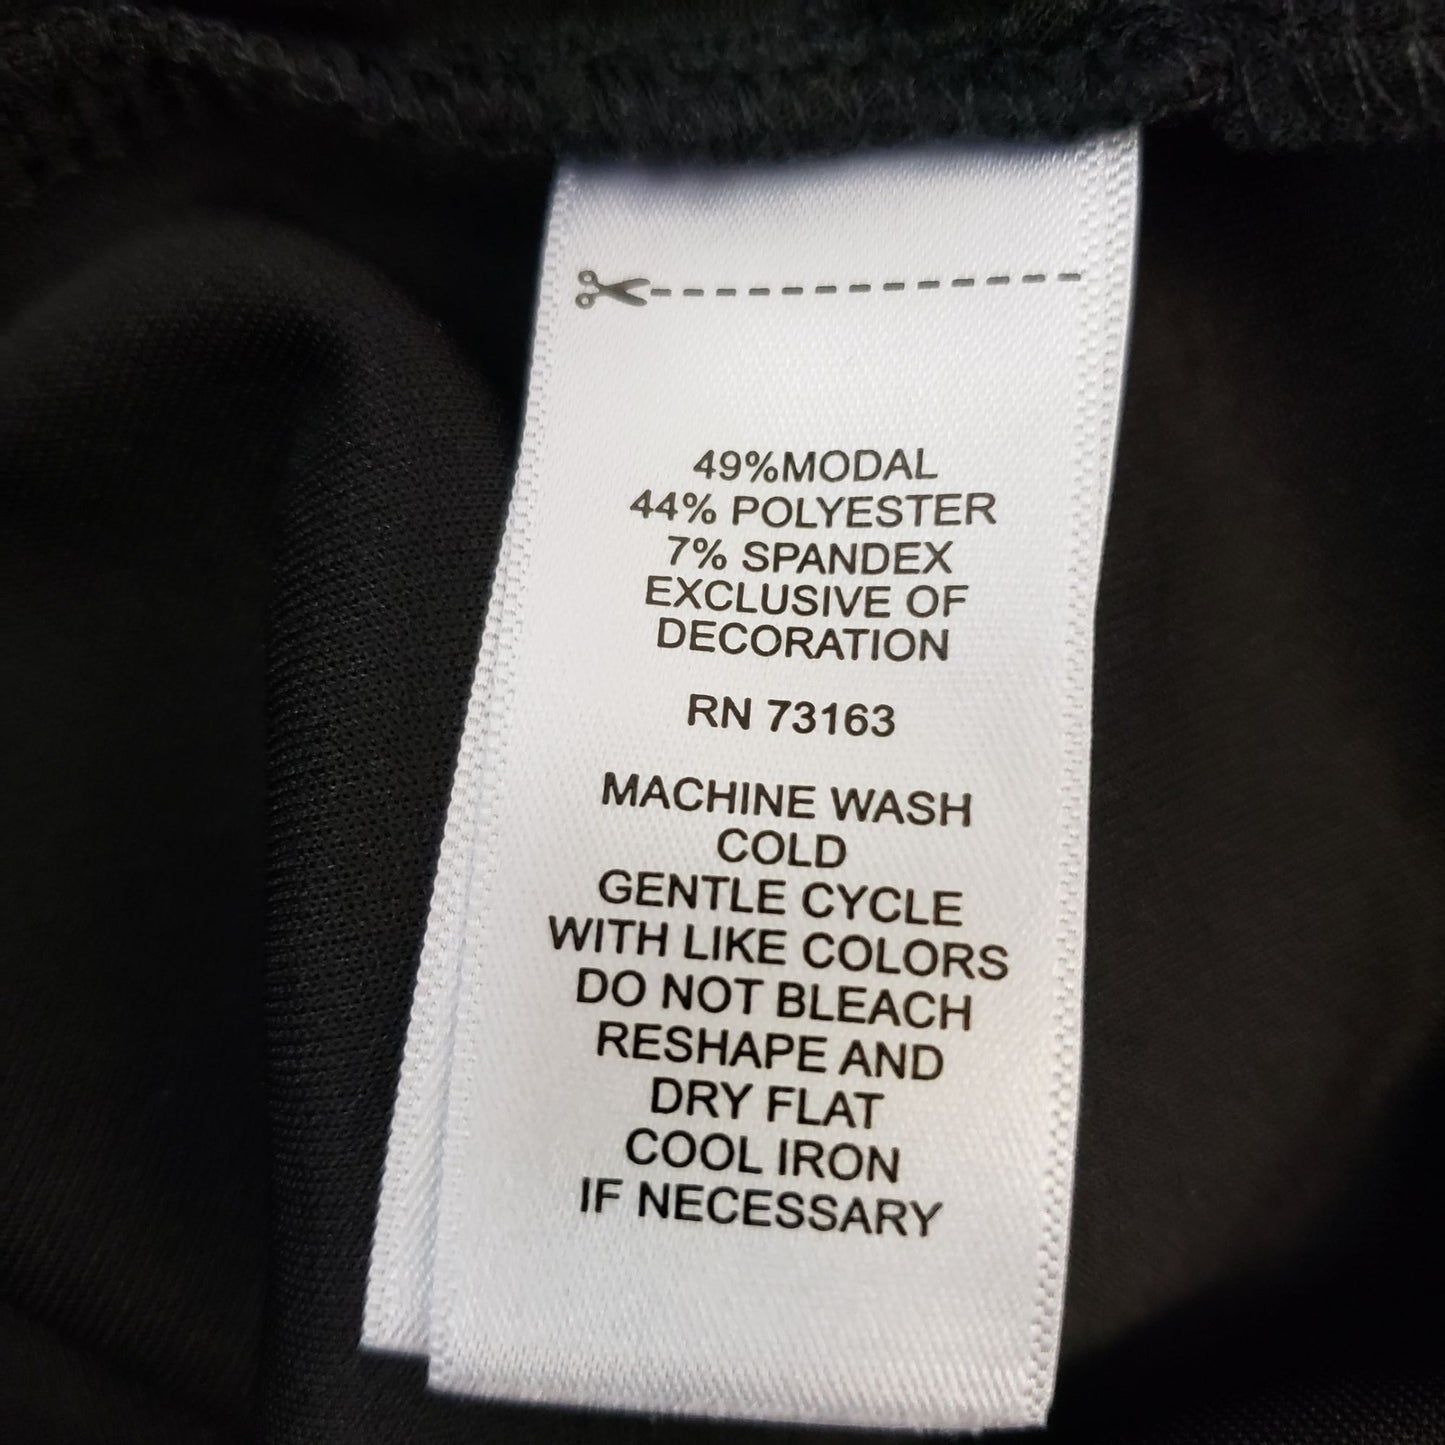 49%MODAL
44% POLYESTER
7% SPANDEX
EXCLUSIVE OF
DECORATION
RN 73163
MACHINE WASH
COLD
GENTLE CYCLE
WITH LIKE COLORS
DO NOT BLEACH
RESHAPE AND
DRY FLAT
COOL IRON
IF NECESSARY